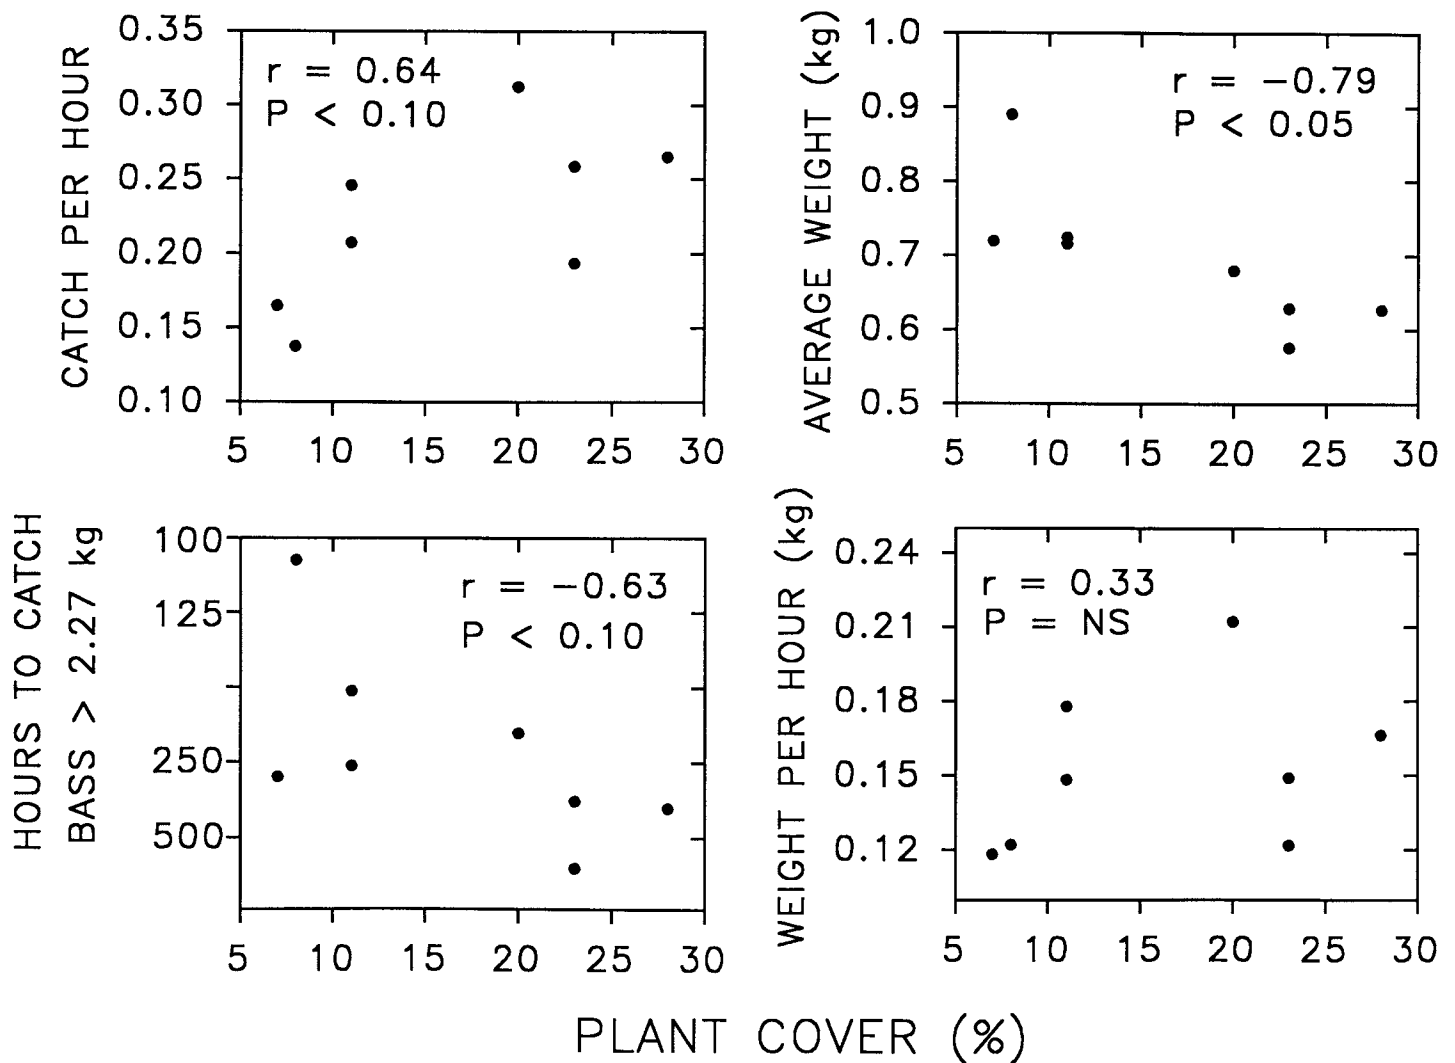 CATCH PER HOUR
0.35
0.30
0.25
0.20
0.15
0.10
r = 0.64
P < 0.10
5 10 15 20 25 30
AVERAGE WEIGHT (kg)
1.0
0.9
0.8
0.7
0.6
0.5
r = −0.79
P < 0.05
5 10 15 20 25 30
HOURS TO CATCH
BASS > 2.27 kg
100
125
250
500
r = −0.63
P < 0.10
5 10 15 20 25 30
WEIGHT PER HOUR (kg)
0.24
0.21
0.18
0.15
0.12
r = 0.33
P = NS
5 10 15 20 25 30
PLANT COVER (%)